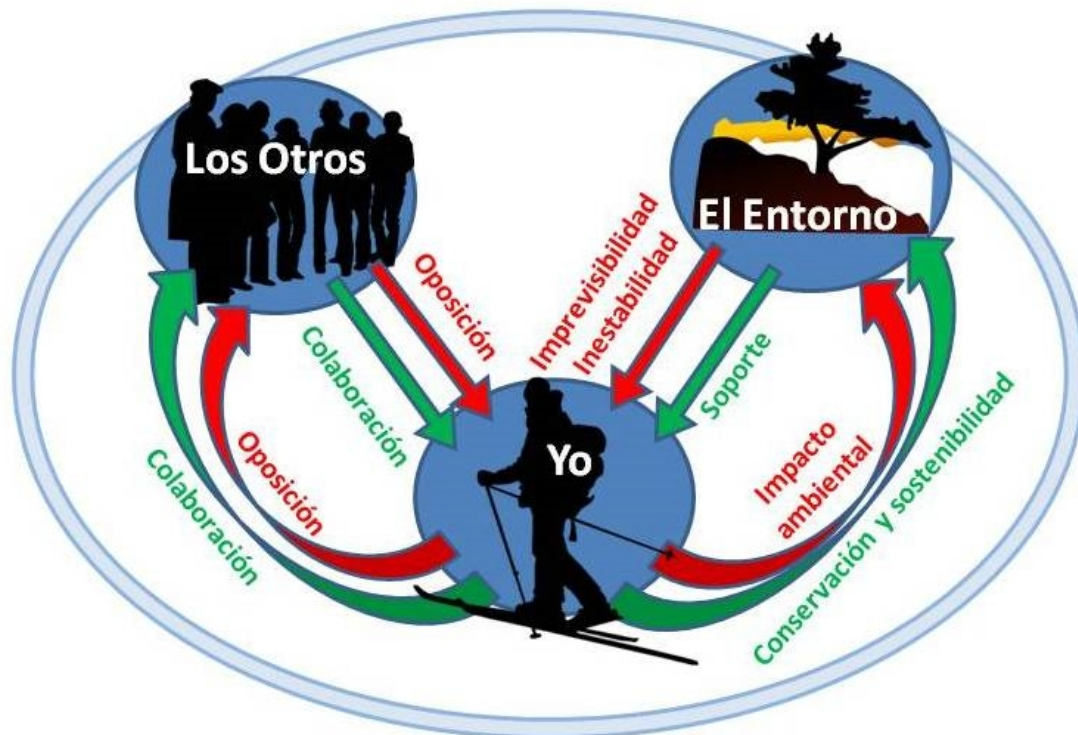 Los Otros
El Entorno
Oposición
Colaboración
Imprevisibilidad
Inestabilidad
Soporte
Yo
Colaboración
Oposición
Impacto
ambiental
Conservación y sostenibilidad